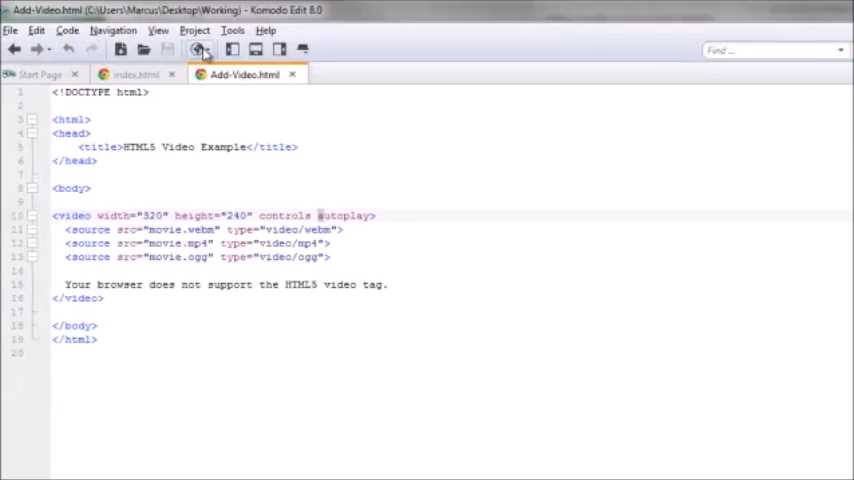 Add-Video.html (C:\Users\Marcus\Desktop\Working) - Komodo Edit 8.0
File Edit Code Navigation View Project Tools Help
Find ...
Start Page index.html Add-Video.html
1 <!DOCTYPE html>
2
3 <html>
4 <head>
5 <title>HTML5 Video Example</title>
6 </head>
7
8 <body>
9
10 <video width="320" height="240" controls autoplay>
11 <source src="movie.webm" type="video/webm">
12 <source src="movie.mp4" type="video/mp4">
13 <source src="movie.ogg" type="video/ogg">
14
15 Your browser does not support the HTML5 video tag.
16 </video>
17
18 </body>
19 </html>
20